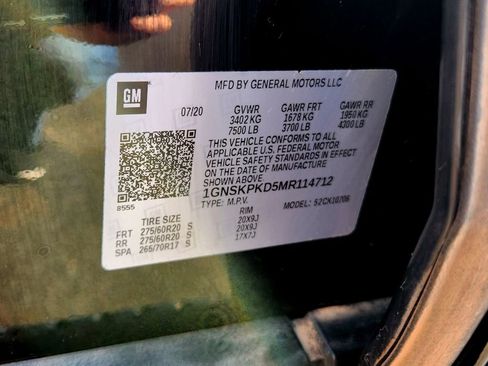 GM
MFD BY GENERAL MOTORS LLC
07/20 GVWR GAWR FRT GAWR RR
3402 KG 1678 KG 1950 KG
7500 LB 3700 LB 4300 LB
THIS VEHICLE CONFORMS TO ALL
APPLICABLE U.S. FEDERAL MOTOR
VEHICLE SAFETY STANDARDS IN EFFECT
ON THE DATE OF MANUFACTURE
SHOWN ABOVE.
1GNSKPKD5MR114712
8555 TYPE: M.P.V. MODEL: 52CK10706
TIRE SIZE RIM
FRT 275/60R20 S 20X9J
RR 275/60R20 S 20X9J
SPA 265/70R17 S 17X7J